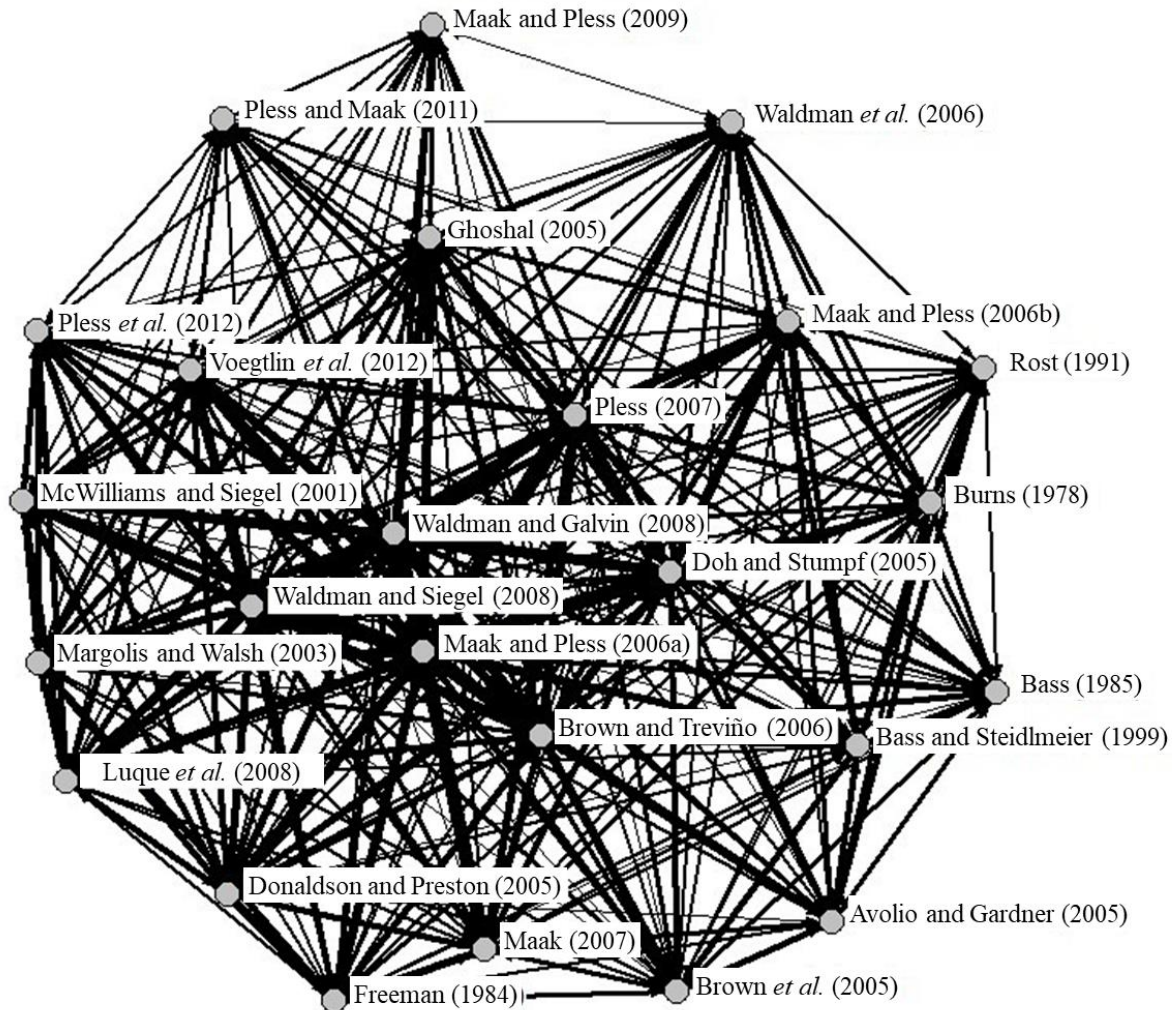 Maak and Pless (2009)
Pless and Maak (2011)
Waldman et al. (2006)
Ghoshal (2005)
Pless et al. (2012)
Maak and Pless (2006b)
Voegtlin et al. (2012)
Rost (1991)
Pless (2007)
McWilliams and Siegel (2001)
Burns (1978)
Waldman and Galvin (2008)
Doh and Stumpf (2005)
Waldman and Siegel (2008)
Maak and Pless (2006a)
Margolis and Walsh (2003)
Bass (1985)
Brown and Treviño (2006)
Bass and Steidlmeier (1999)
Luque et al. (2008)
Donaldson and Preston (2005)
Avolio and Gardner (2005)
Maak (2007)
Brown et al. (2005)
Freeman (1984)